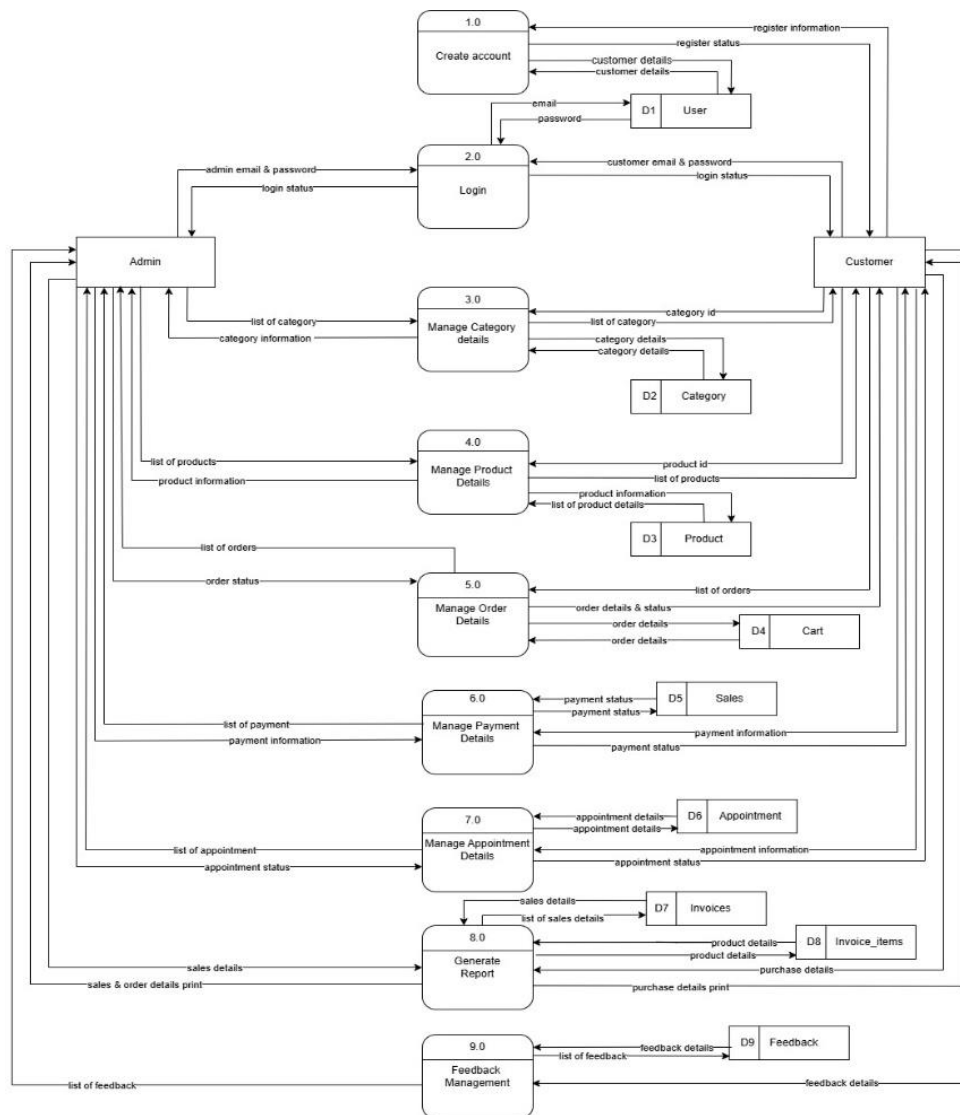 1.0
Create account
register information
register status
customer details
customer details
D1
User
email
password
2.0
Login
admin email & password
login status
customer email & password
login status
Admin
Customer
3.0
Manage Category
details
list of category
category information
category id
list of category
category details
category details
D2
Category
4.0
Manage Product
Details
list of products
product information
product id
list of products
product information
list of product details
D3
Product
list of orders
order status
5.0
Manage Order
Details
list of orders
order details & status
order details
order details
D4
Cart
6.0
Manage Payment
Details
payment status
payment status
D5
Sales
list of payment
payment information
payment information
payment status
7.0
Manage Appointment
Details
appointment details
appointment details
D6
Appointment
list of appointment
appointment status
appointment information
appointment status
sales details
list of sales details
D7
Invoices
8.0
Generate
Report
product details
product details
D8
Invoice_items
sales details
sales & order details print
purchase details
purchase details print
9.0
Feedback
Management
feedback details
list of feedback
D9
Feedback
list of feedback
feedback details